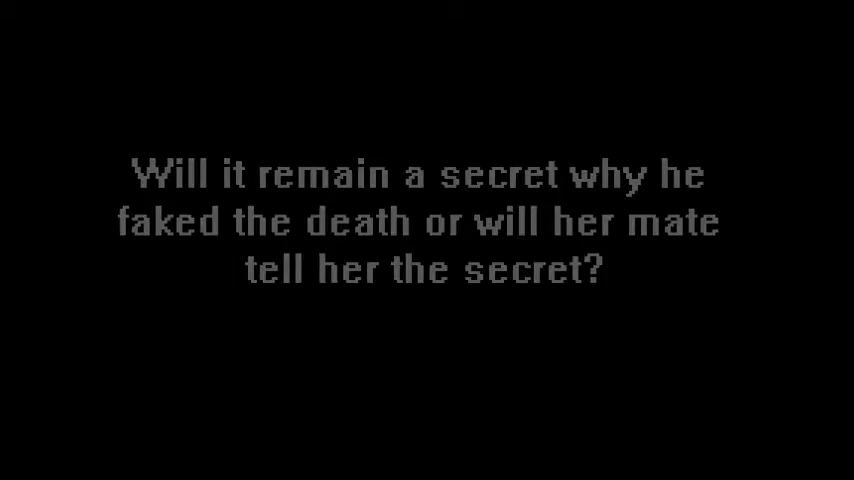 Will it remain a secret why he
faked the death or will her mate
tell her the secret?